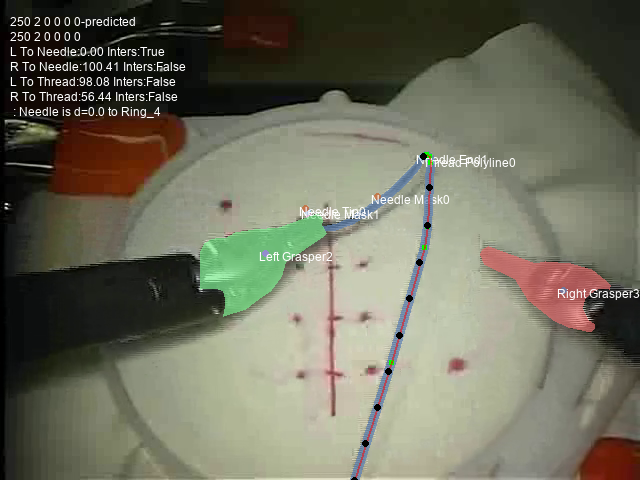 250 2 0 0 0 0-predicted
250 2 0 0 0 0
L To Needle:0.00 Inters:True
R To Needle:100.41 Inters:False
L To Thread:98.08 Inters:False
R To Thread:56.44 Inters:False
: Needle is d=0.0 to Ring_4
Needle End1
Thread Polyline0
Needle Mask0
Needle Tip0
Needle Mask1
Left Grasper2
Right Grasper3